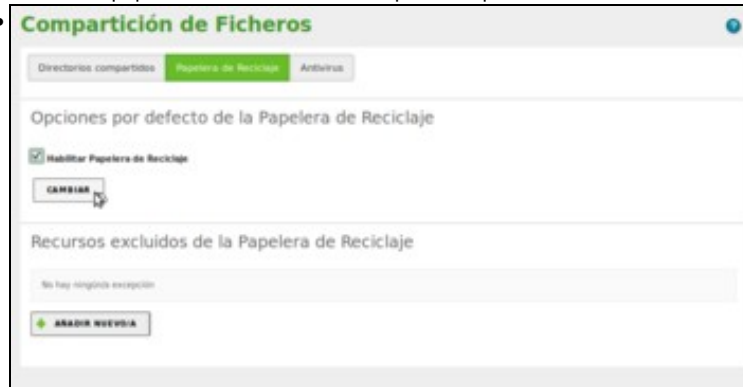 Compartición de Ficheros
Directorios compartidos Papelera de Reciclaje Antivirus
Opciones por defecto de la Papelera de Reciclaje
Habilitar Papelera de Reciclaje
CAMBIAR
Recursos excluidos de la Papelera de Reciclaje
No hay ningún/a excepción
AÑADIR NUEVO/A